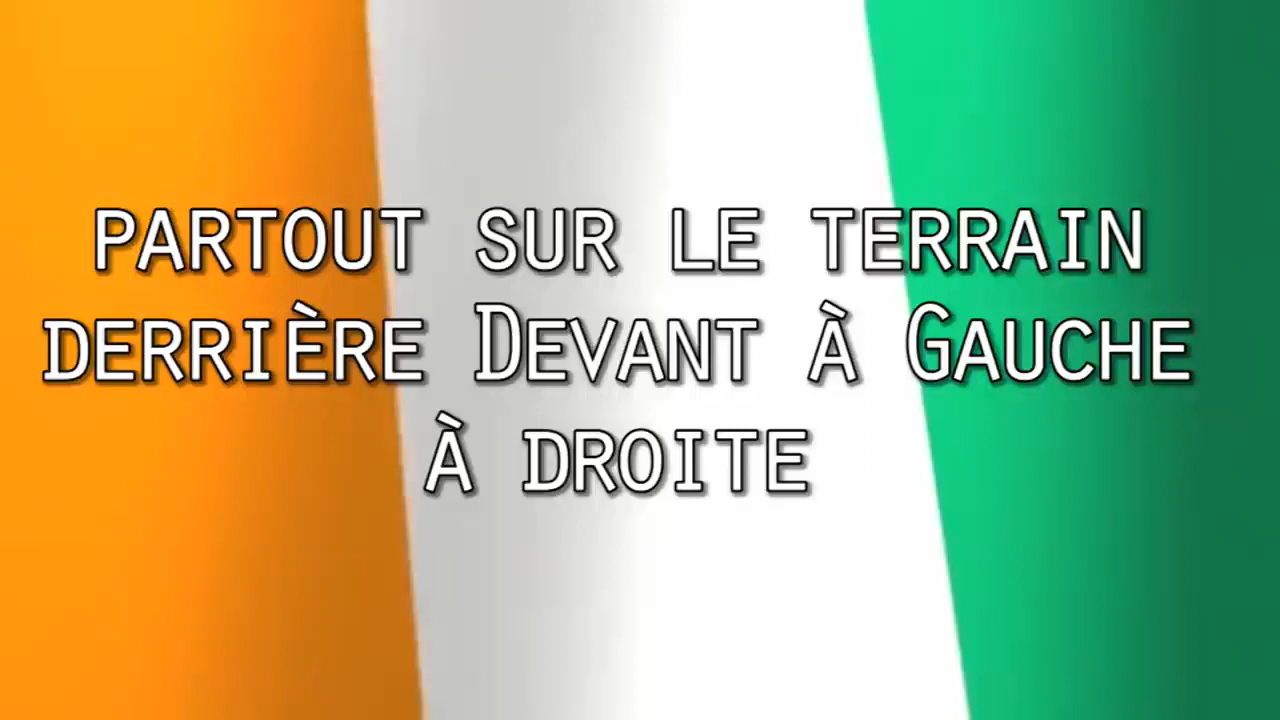 PARTOUT SUR LE TERRAIN
DERRIÈRE DEVANT À GAUCHE
À DROITE